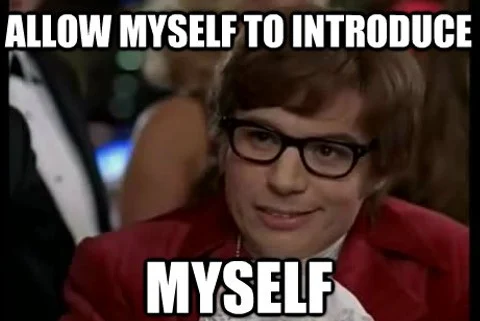 ALLOW MYSELF TO INTRODUCE
MYSELF